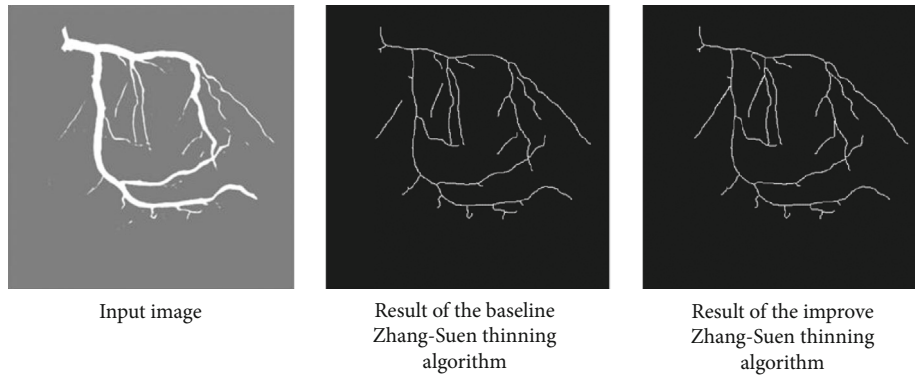 Input image
Result of the baseline
Zhang-Suen thinning
algorithm
Result of the improve
Zhang-Suen thinning
algorithm